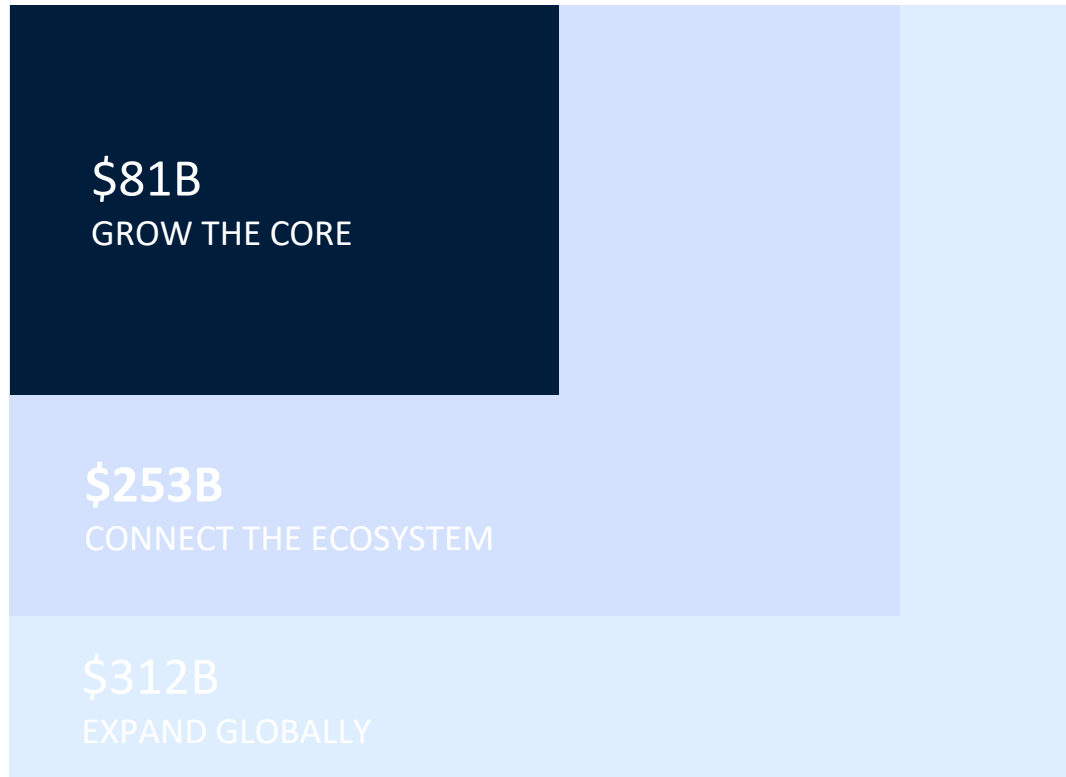 $81B
GROW THE CORE
$253B
CONNECT THE ECOSYSTEM
$312B
EXPAND GLOBALLY